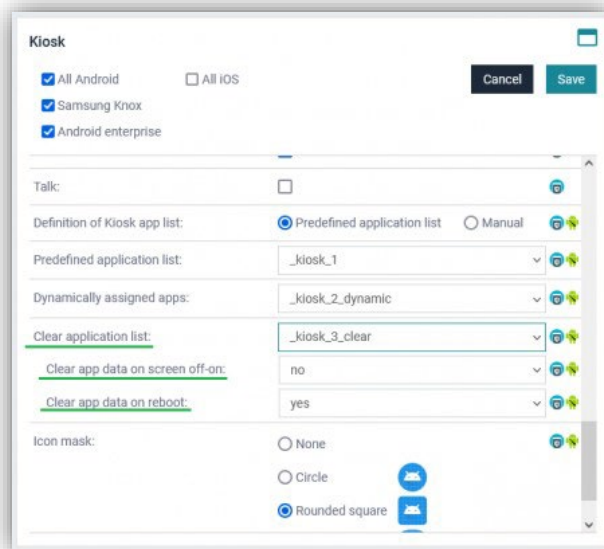 Kiosk
All Android All iOS Cancel Save
Samsung Knox
Android enterprise
Talk:
Definition of Kiosk app list: Predefined application list Manual
Predefined application list: _kiosk_1
Dynamically assigned apps: _kiosk_2_dynamic
Clear application list: _kiosk_3_clear
Clear app data on screen off-on: no
Clear app data on reboot: yes
Icon mask: None
Circle
Rounded square